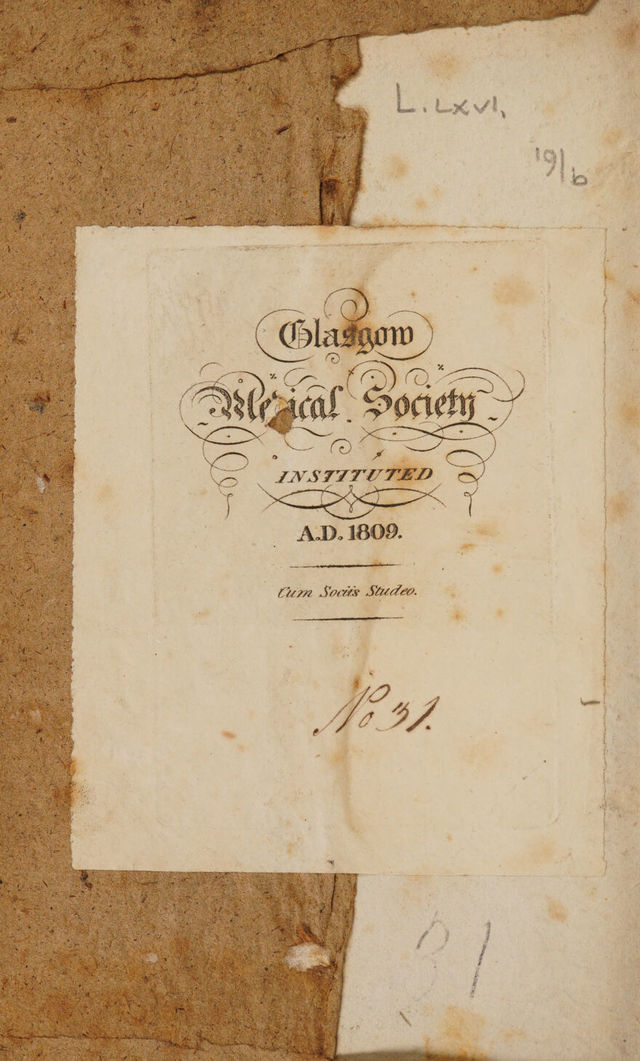 L. LXVI.
19/b
Glasgow
Medical Society
INSTITUTED
A.D. 1809.
Cum Sociis Studeo.
No 31.
31